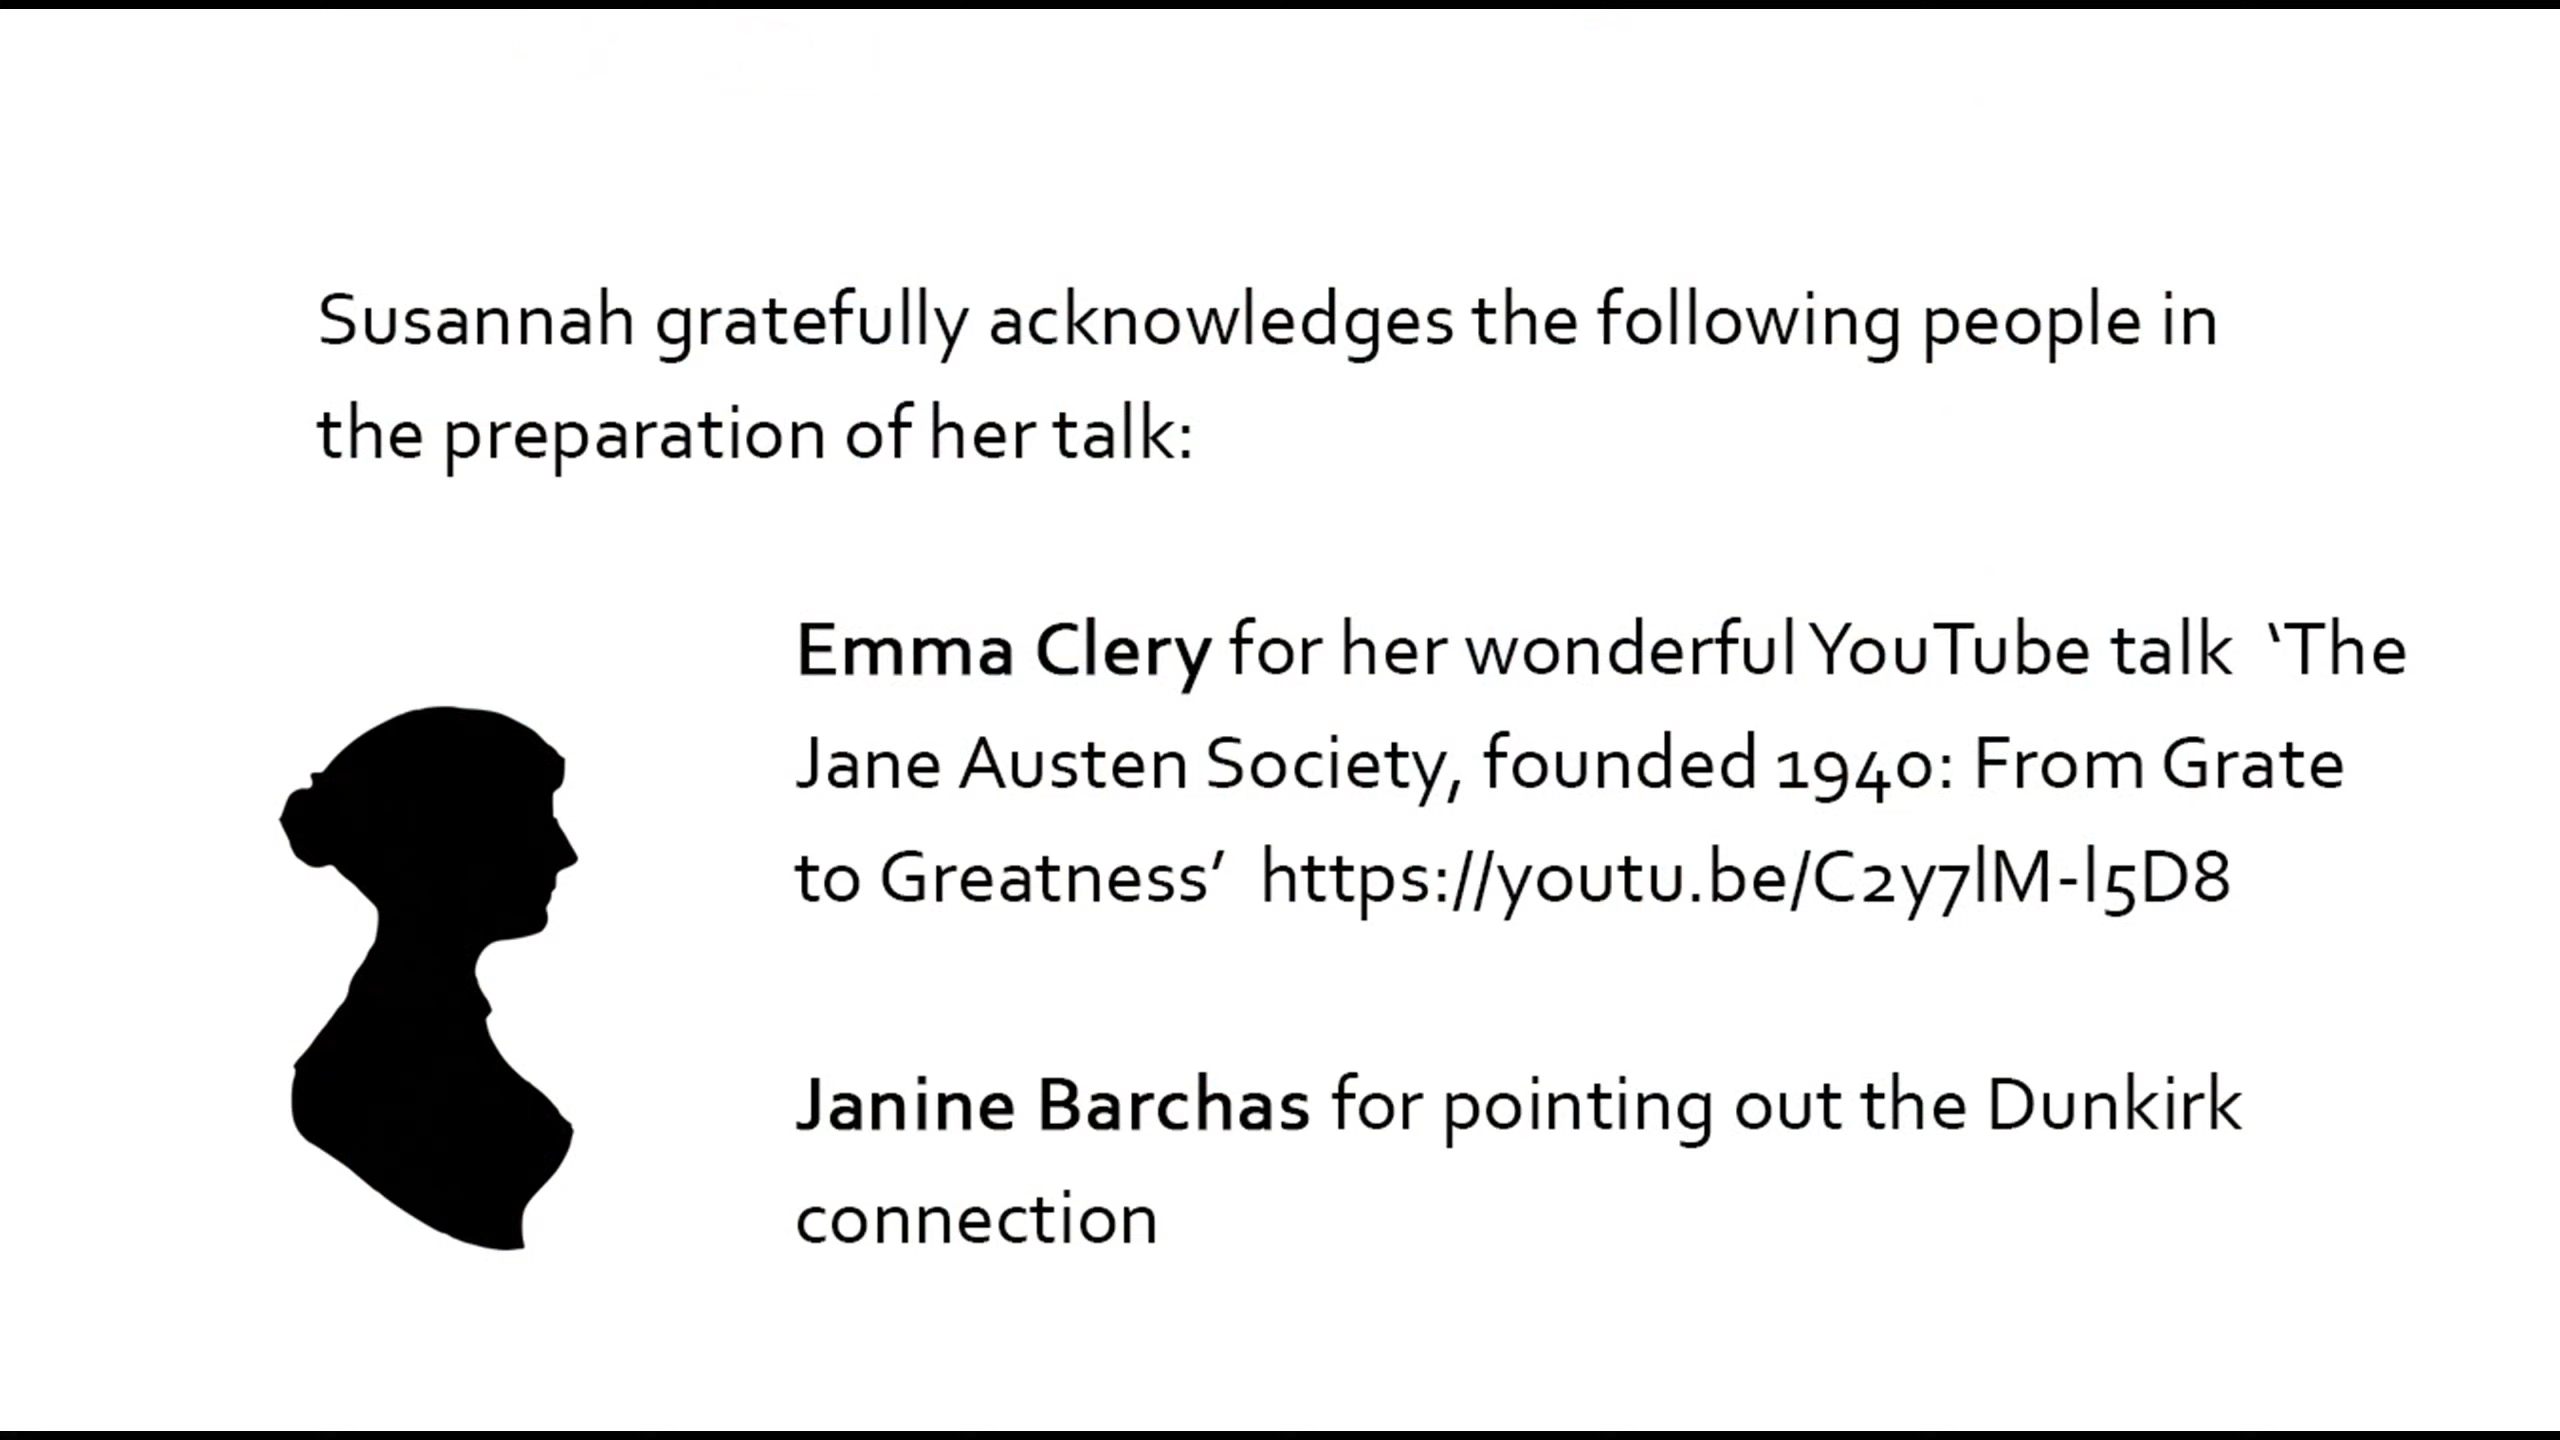 Susannah gratefully acknowledges the following people in
the preparation of her talk:
Emma Clery for her wonderful YouTube talk  ‘The
Jane Austen Society, founded 1940: From Grate
to Greatness’  https://youtu.be/C2y7lM-l5D8
Janine Barchas for pointing out the Dunkirk
connection